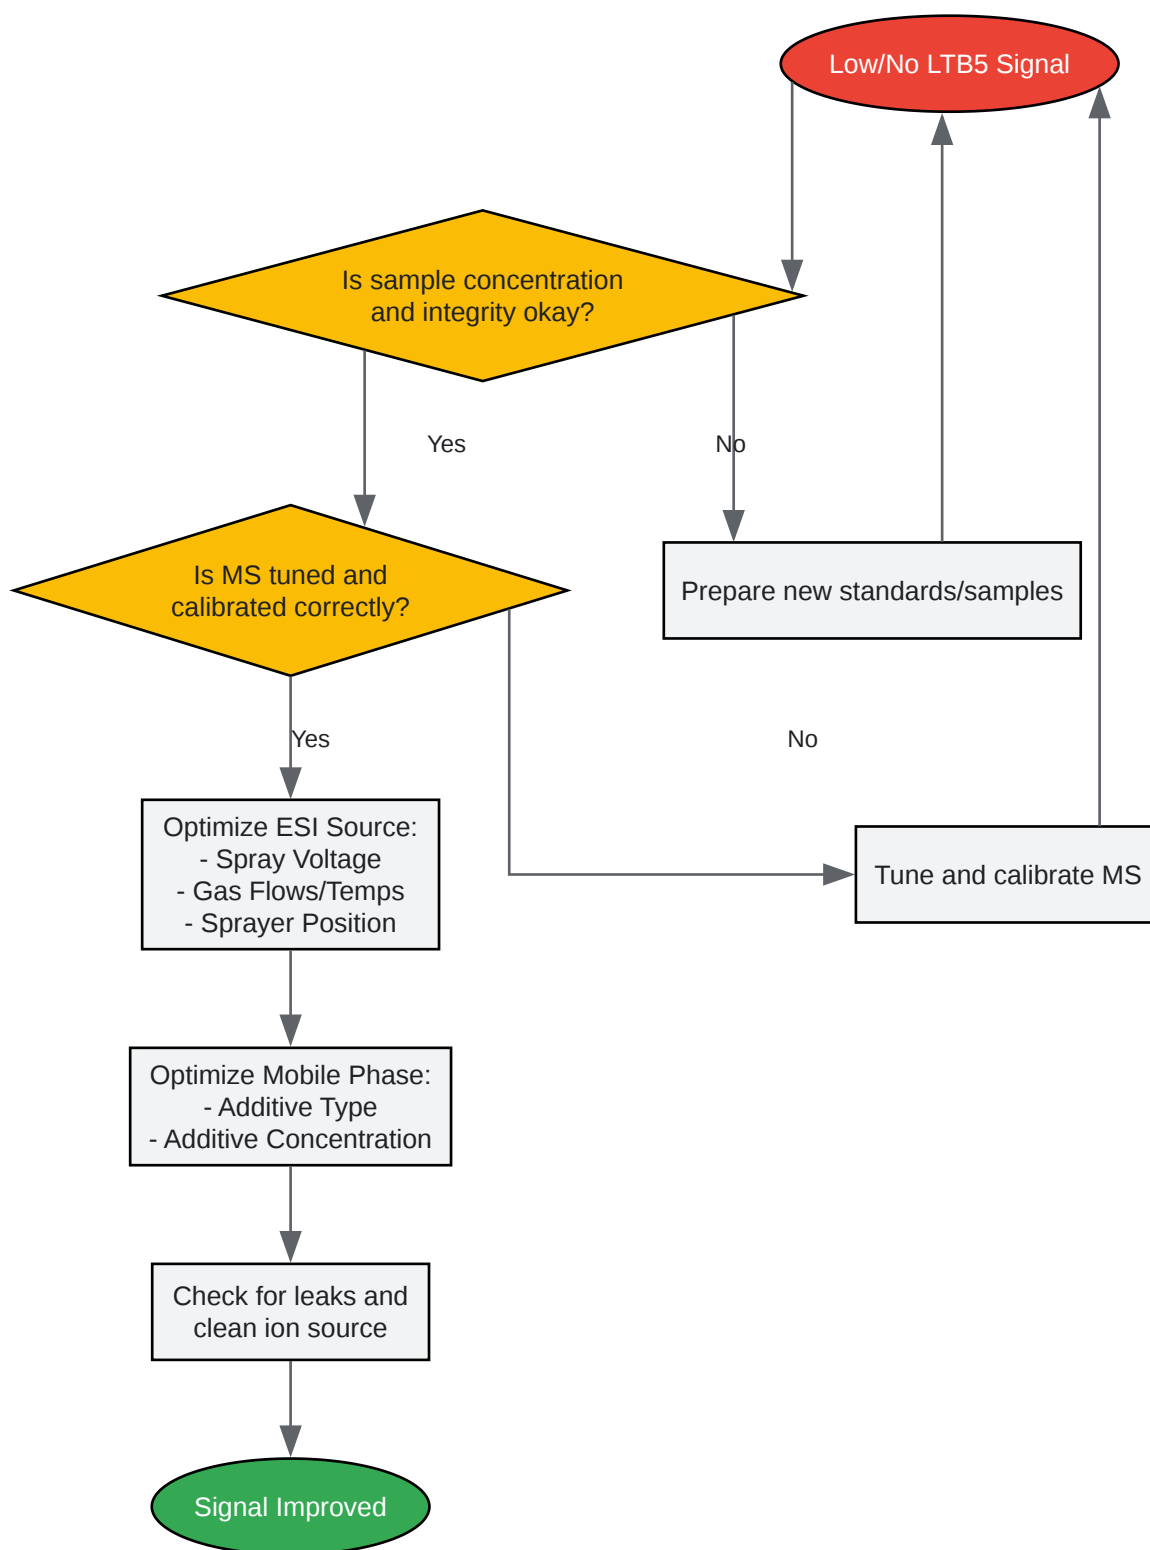 Low/No LTB5 Signal
Is sample concentration
and integrity okay?
Yes
No
Is MS tuned and
calibrated correctly?
Prepare new standards/samples
Yes
No
Optimize ESI Source:
- Spray Voltage
- Gas Flows/Temps
- Sprayer Position
Tune and calibrate MS
Optimize Mobile Phase:
- Additive Type
- Additive Concentration
Check for leaks and
clean ion source
Signal Improved